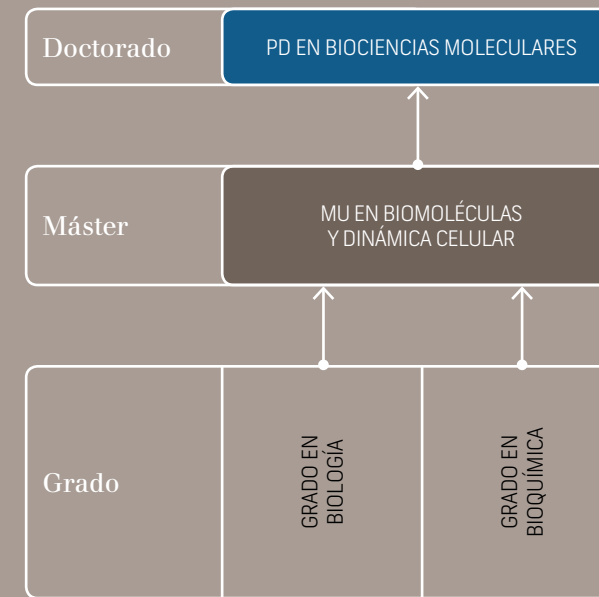 Doctorado
PD EN BIOCIENCIAS MOLECULARES
Máster
MU EN BIOMOLÉCULAS
Y DINÁMICA CELULAR
Grado
GRADO EN
BIOLOGÍA
GRADO EN
BIOQUÍMICA